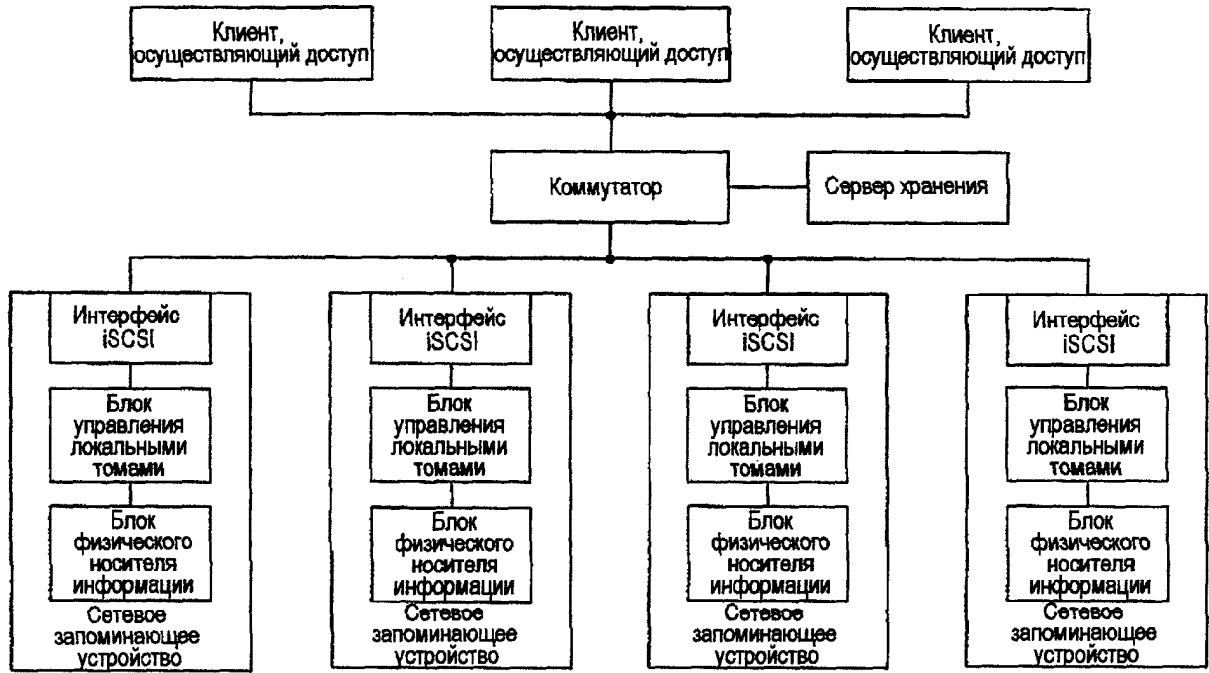 Клиент,
осуществляющий доступ
Клиент,
осуществляющий доступ
Клиент,
осуществляющий доступ
Коммутатор
Сервер хранения
Интерфейс
iSCSI
Блок
управления
локальными
томами
Блок
физического
носителя
информации
Сетевое
запоминающее
устройство
Интерфейс
iSCSI
Блок
управления
локальными
томами
Блок
физического
носителя
информации
Сетевое
запоминающее
устройство
Интерфейс
iSCSI
Блок
управления
локальными
томами
Блок
физического
носителя
информации
Сетевое
запоминающее
устройство
Интерфейс
iSCSI
Блок
управления
локальными
томами
Блок
физического
носителя
информации
Сетевое
запоминающее
устройство